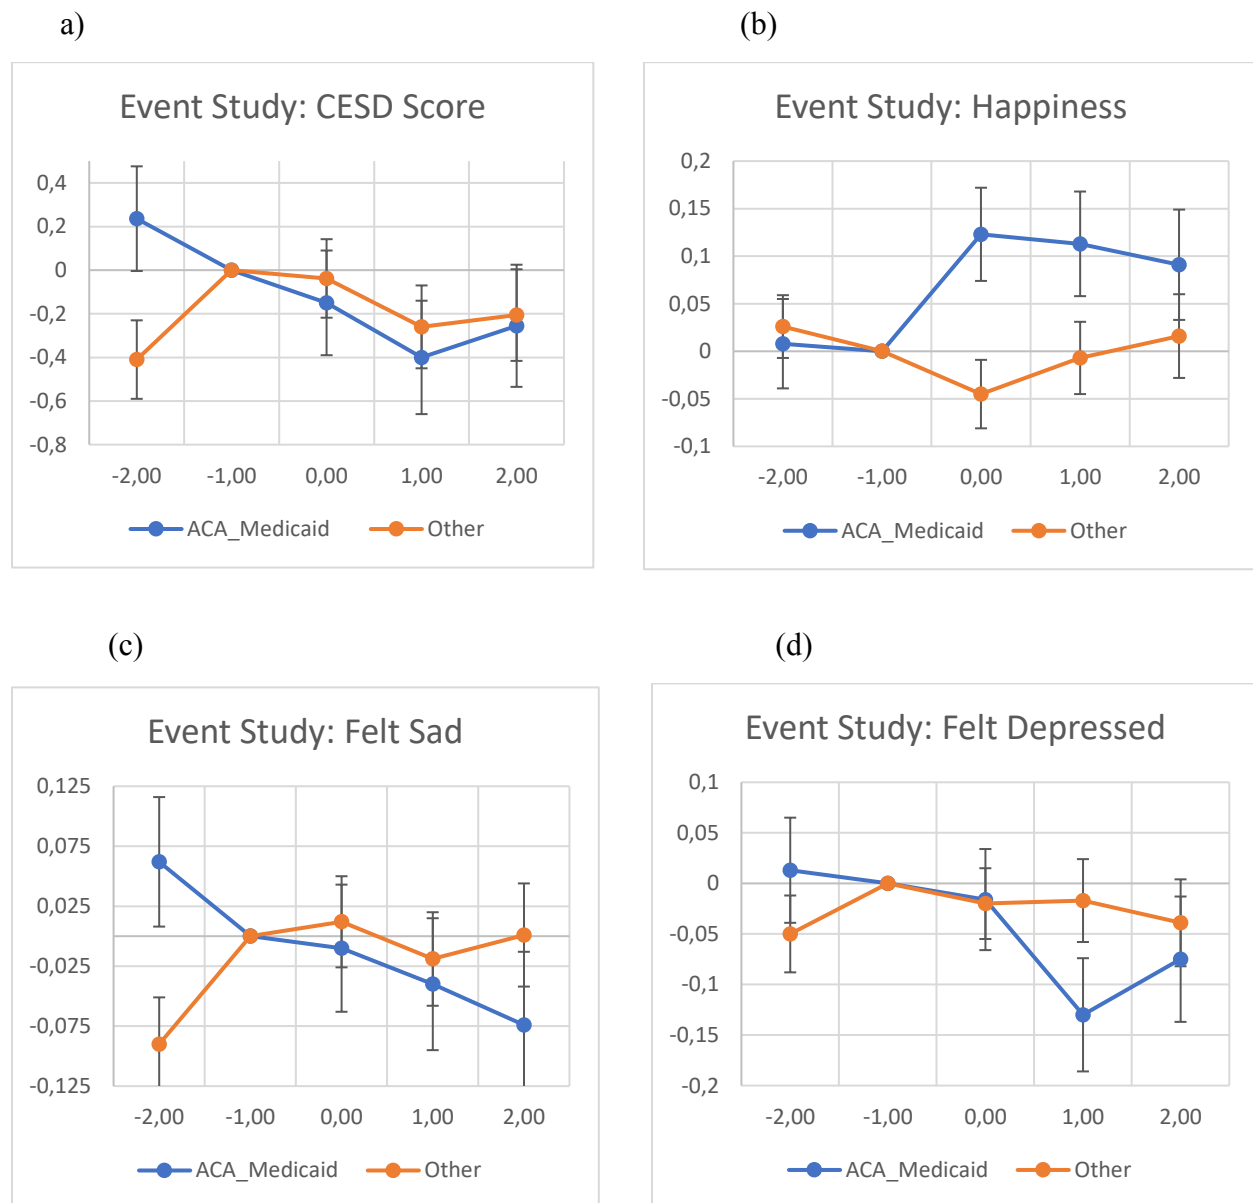 a)
(b)
Event Study: CESD Score
0,4
0,2
0
-0,2
-0,4
-0,6
-0,8
-2,00 -1,00 0,00 1,00 2,00
ACA_Medicaid Other
Event Study: Happiness
0,2
0,15
0,1
0,05
0
-0,05
-0,1
-2,00 -1,00 0,00 1,00 2,00
ACA_Medicaid Other
(c)
(d)
Event Study: Felt Sad
0,125
0,075
0,025
-0,025
-0,075
-0,125
-2,00 -1,00 0,00 1,00 2,00
ACA_Medicaid Other
Event Study: Felt Depressed
0,1
0,05
0
-0,05
-0,1
-0,15
-0,2
-2,00 -1,00 0,00 1,00 2,00
ACA_Medicaid Other